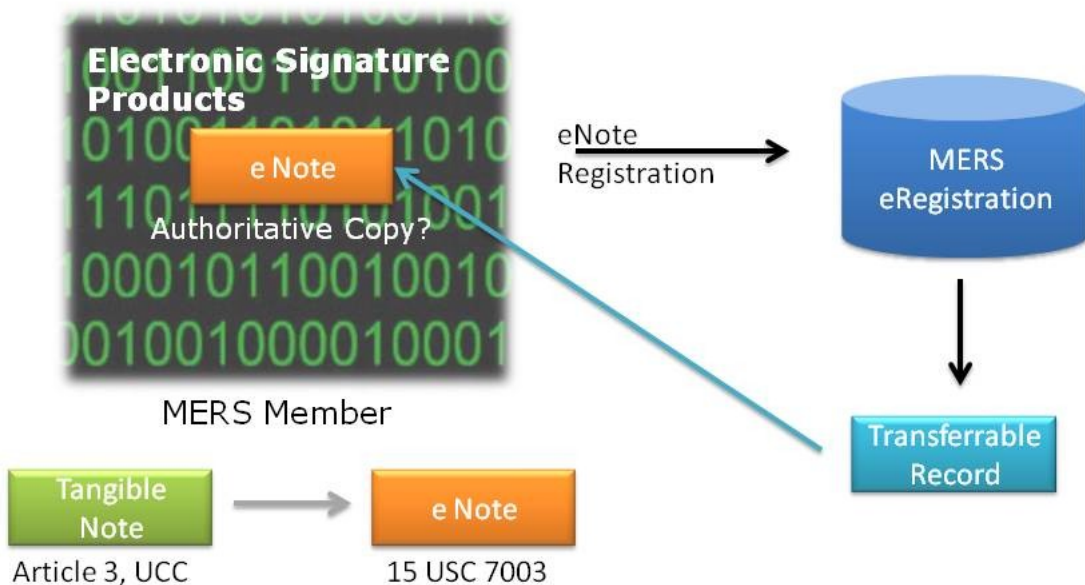 Electronic Signature
Products
e Note
Authoritative Copy?
MERS Member
eNote
Registration
MERS
eRegistration
Transferrable
Record
Tangible
Note
Article 3, UCC
e Note
15 USC 7003